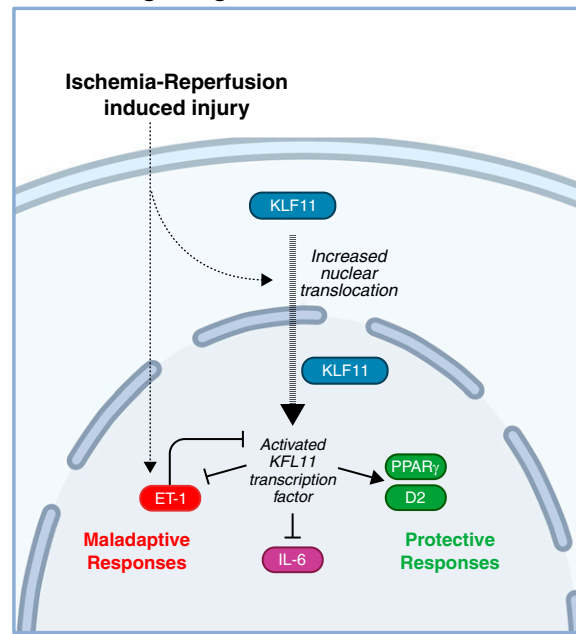 Ischemia-Reperfusion
induced injury
KLF11
Increased
nuclear
translocation
KLF11
Activated
KFL11
transcription
factor
ET-1
PPARγ
D2
Maladaptive
Responses
IL-6
Protective
Responses